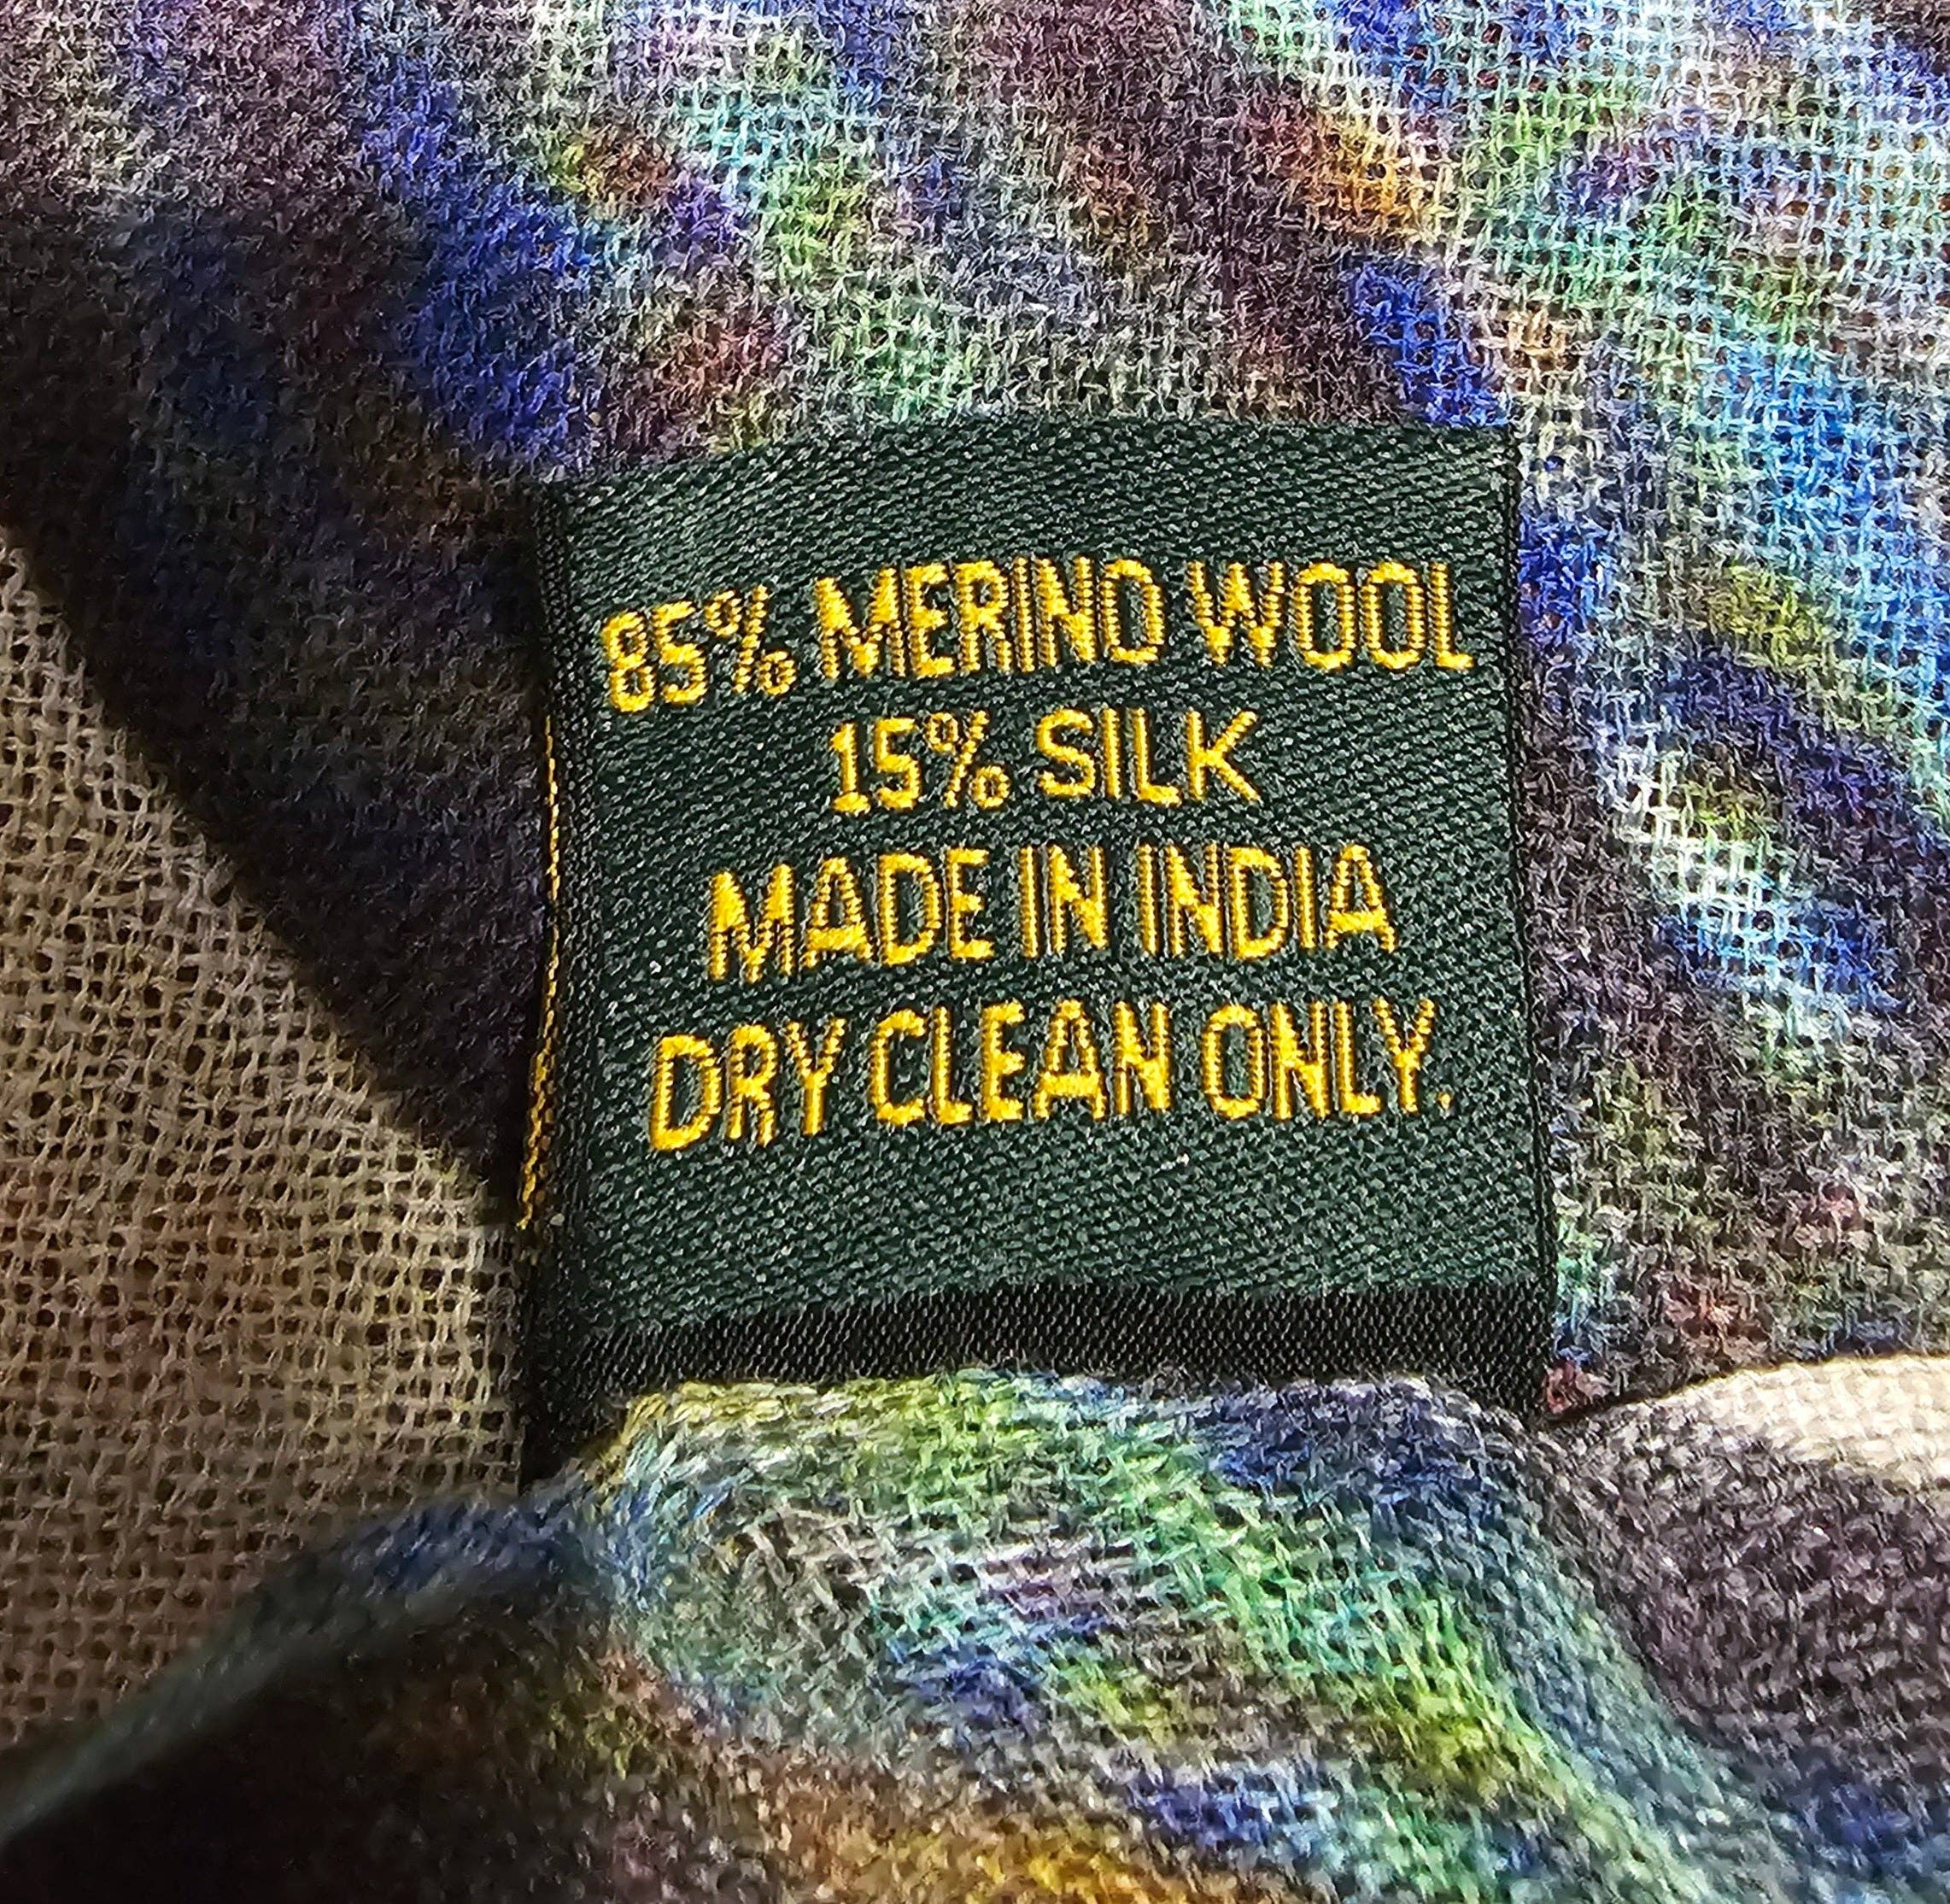 85% MERINO WOOL
15% SILK
MADE IN INDIA
DRY CLEAN ONLY.